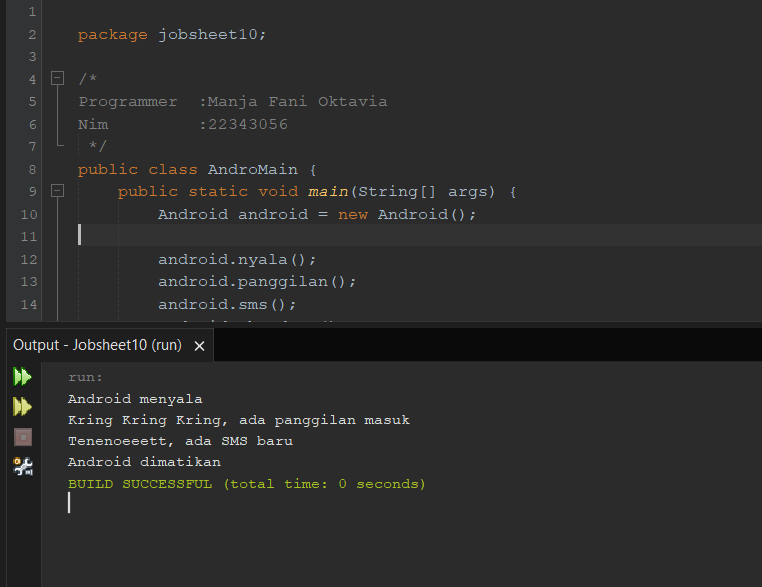 1
2 package jobsheet10;
3
4 /*
5 Programmer :Manja Fani Oktavia
6 Nim :22343056
7 */
8 public class AndroMain {
9 public static void main(String[] args) {
10 Android android = new Android();
11
12 android.nyala();
13 android.panggilan();
14 android.sms();
Output - Jobsheet10 (run) ×
run:
Android menyala
Kring Kring Kring, ada panggilan masuk
Tenenoeeett, ada SMS baru
Android dimatikan
BUILD SUCCESSFUL (total time: 0 seconds)